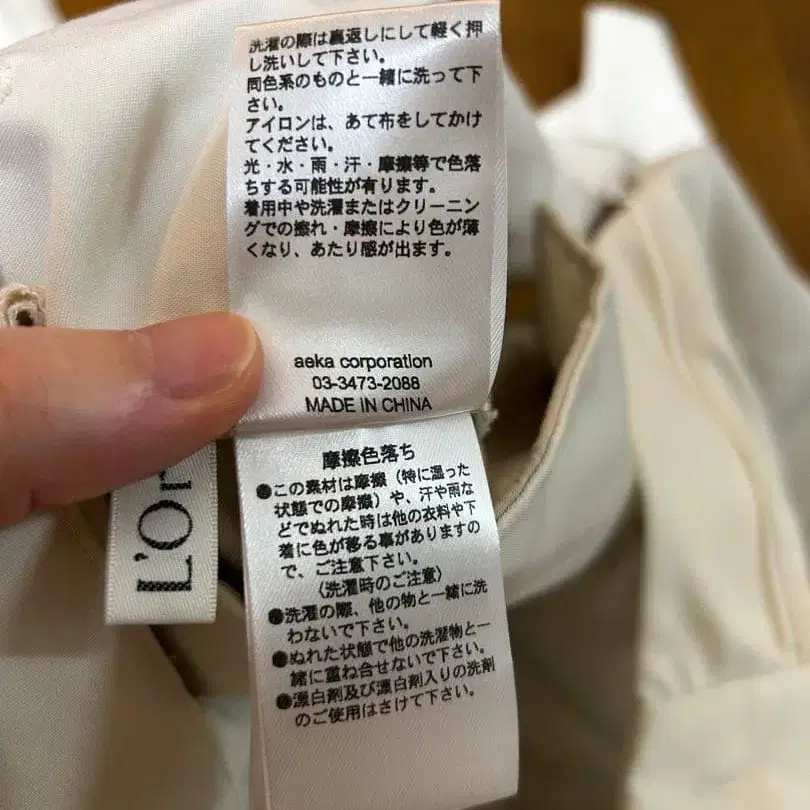 洗濯の際は裏返しにして軽く押
し洗いして下さい。
同色系のものと一緒に洗って下
さい。
アイロンは、あて布をしてかけ
てください。
光・水・雨・汗・摩擦等で色落
ちする可能性が有ります。
着用中や洗濯またはクリーニン
グでの擦れ・摩擦により色が薄
くなり、あたり感が出ます。
aeka corporation
03-3473-2088
MADE IN CHINA
摩擦色落ち
●この素材は摩擦（特に湿った
状態での摩擦）や、汗や雨な
どでぬれた時は他の衣料や下
着に色が移る事がありますの
で、ご注意下さい。
（洗濯時のご注意）
●洗濯の際、他の物と一緒に洗
わないで下さい。
●ぬれた状態で他の洗濯物と一
緒に重ね合せないで下さい。
●漂白剤及び漂白剤入りの洗剤
のご使用はさけて下さい。
L'Or